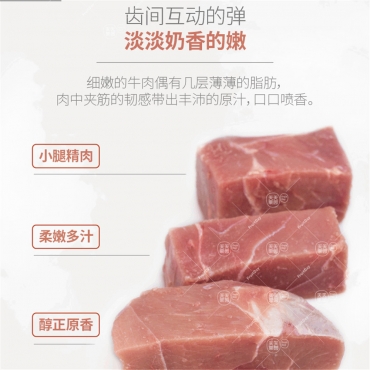 齿间互动的弹
淡淡奶香的嫩
细嫩的牛肉偶有几层薄薄的脂肪，
肉中夹筋的韧感带出丰沛的原汁，口口喷香。
小腿精肉
柔嫩多汁
醇正原香